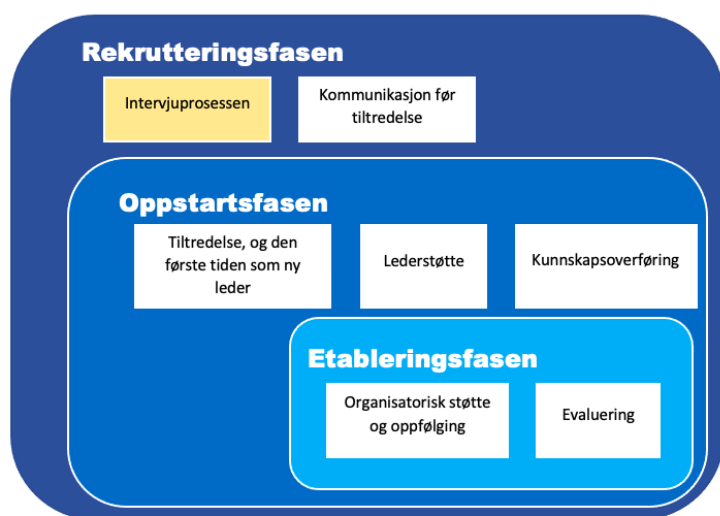 Rekrutteringsfasen
Intervjuprosessen
Kommunikasjon før
tiltredelse
Oppstartsfasen
Tiltredelse, og den
første tiden som ny
leder
Lederstøtte
Kunnskapsoverføring
Etableringsfasen
Organisatorisk støtte
og oppfølging
Evaluering